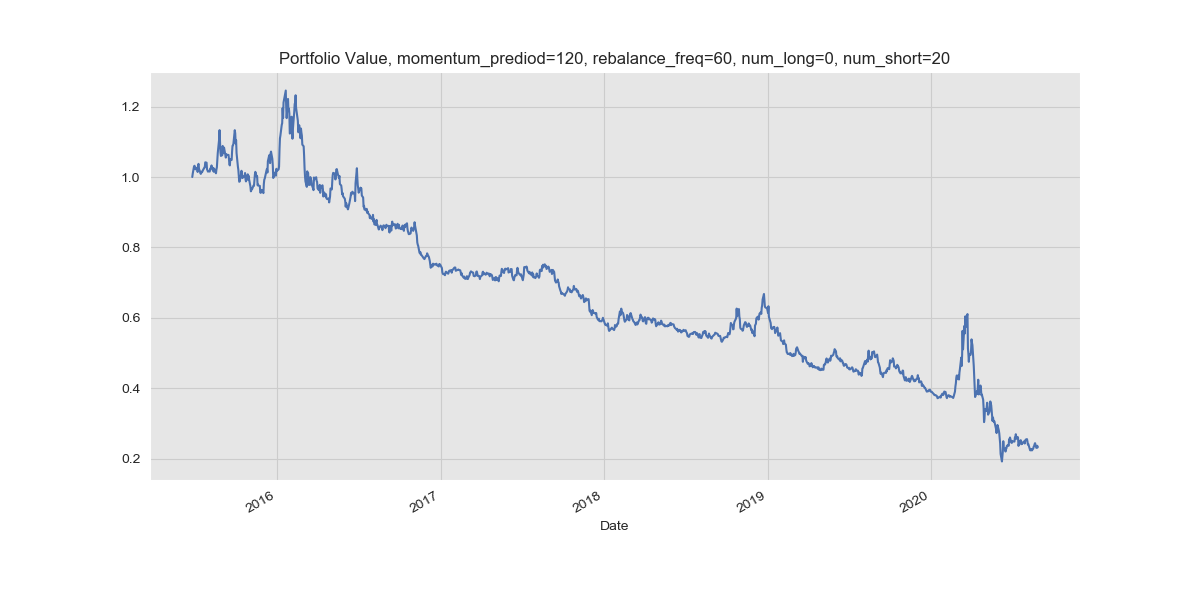 Portfolio Value, momentum_prediod=120, rebalance_freq=60, num_long=0, num_short=20
1.2
1.0
0.8
0.6
0.4
0.2
2016 2017 2018 2019 2020
Date